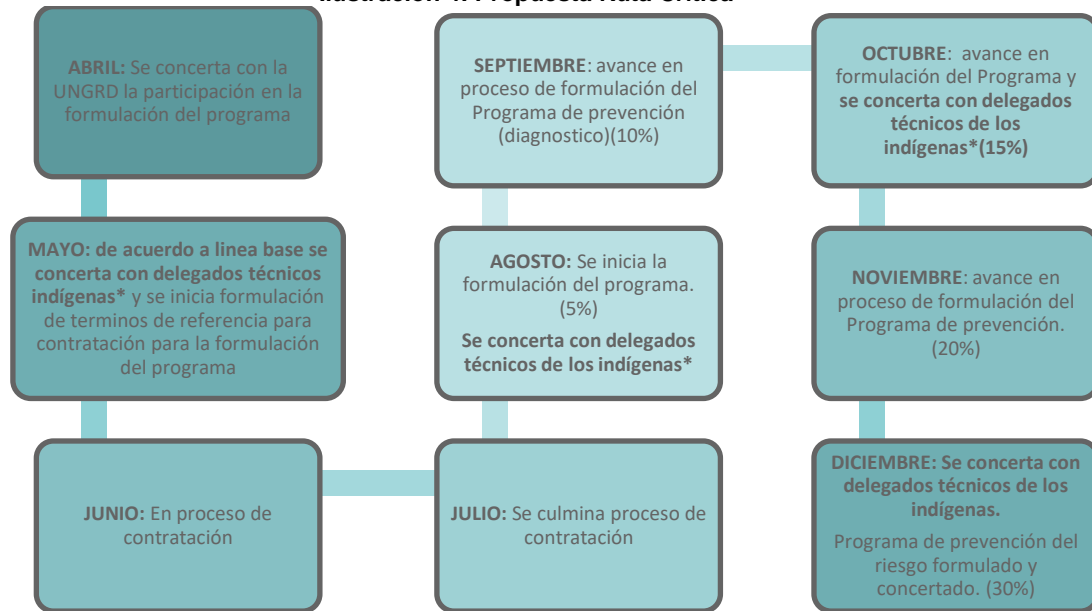 ABRIL: Se concerta con la
UNGRD la participación en la
formulación del programa
MAYO: de acuerdo a linea base se
concerta con delegados técnicos
indígenas* y se inicia formulación
de terminos de referencia para
contratación para la formulación
del programa
JUNIO: En proceso de
contratación
JULIO: Se culmina proceso de
contratación
AGOSTO: Se inicia la
formulación del programa.
(5%)
Se concerta con delegados
técnicos de los indígenas*
SEPTIEMBRE: avance en
proceso de formulación del
Programa de prevención
(diagnostico)(10%)
OCTUBRE: avance en
formulación del Programa y
se concerta con delegados
técnicos de los
indígenas*(15%)
NOVIEMBRE: avance en
proceso de formulación del
Programa de prevención.
(20%)
DICIEMBRE: Se concerta con
delegados técnicos de los
indígenas.
Programa de prevención del
riesgo formulado y
concertado. (30%)